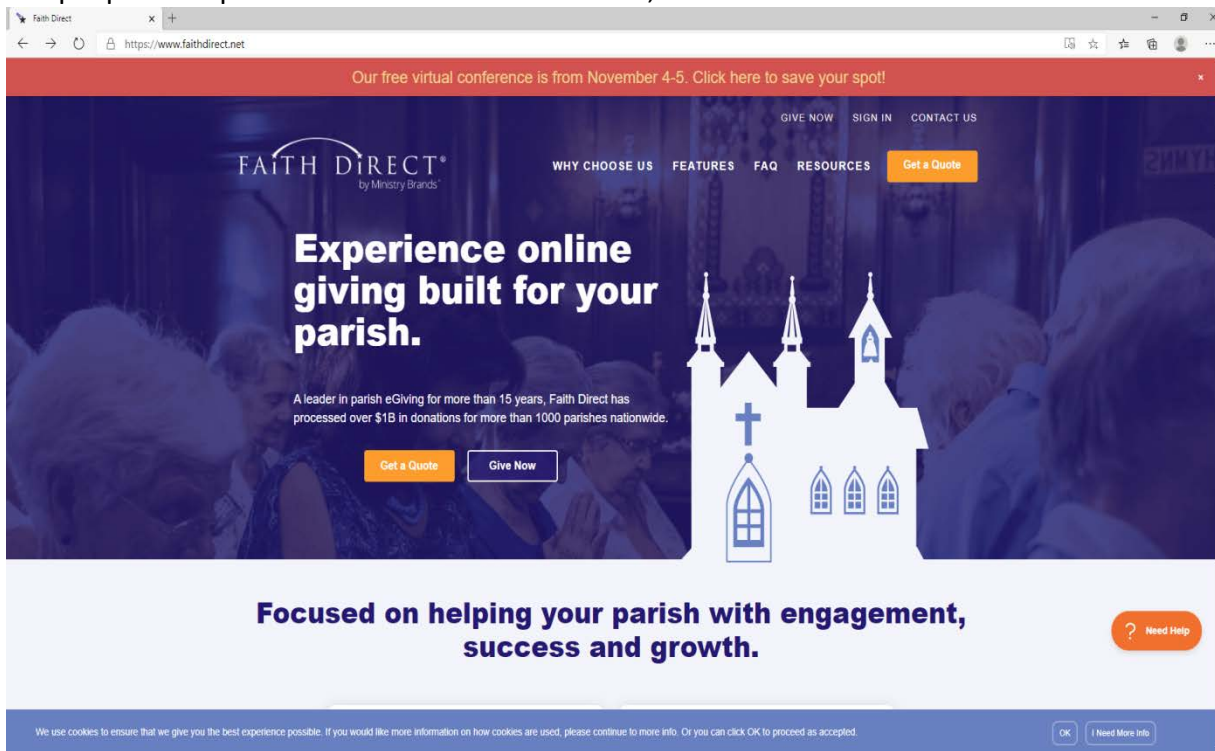 Faith Direct
https://www.faithdirect.net
Our free virtual conference is from November 4-5. Click here to save your spot!
GIVE NOW SIGN IN CONTACT US
FAiTH DiRECT®
by Ministry Brands
WHY CHOOSE US FEATURES FAQ RESOURCES Get a Quote
HYMNS
Experience online
giving built for your
parish.
A leader in parish eGiving for more than 15 years, Faith Direct has
processed over $1B in donations for more than 1000 parishes nationwide.
Get a Quote Give Now
Focused on helping your parish with engagement,
success and growth.
? Need Help
We use cookies to ensure that we give you the best experience possible. If you would like more information on how cookies are used, please continue to more info. Or you can click OK to proceed as accepted.
OK I Need More Info